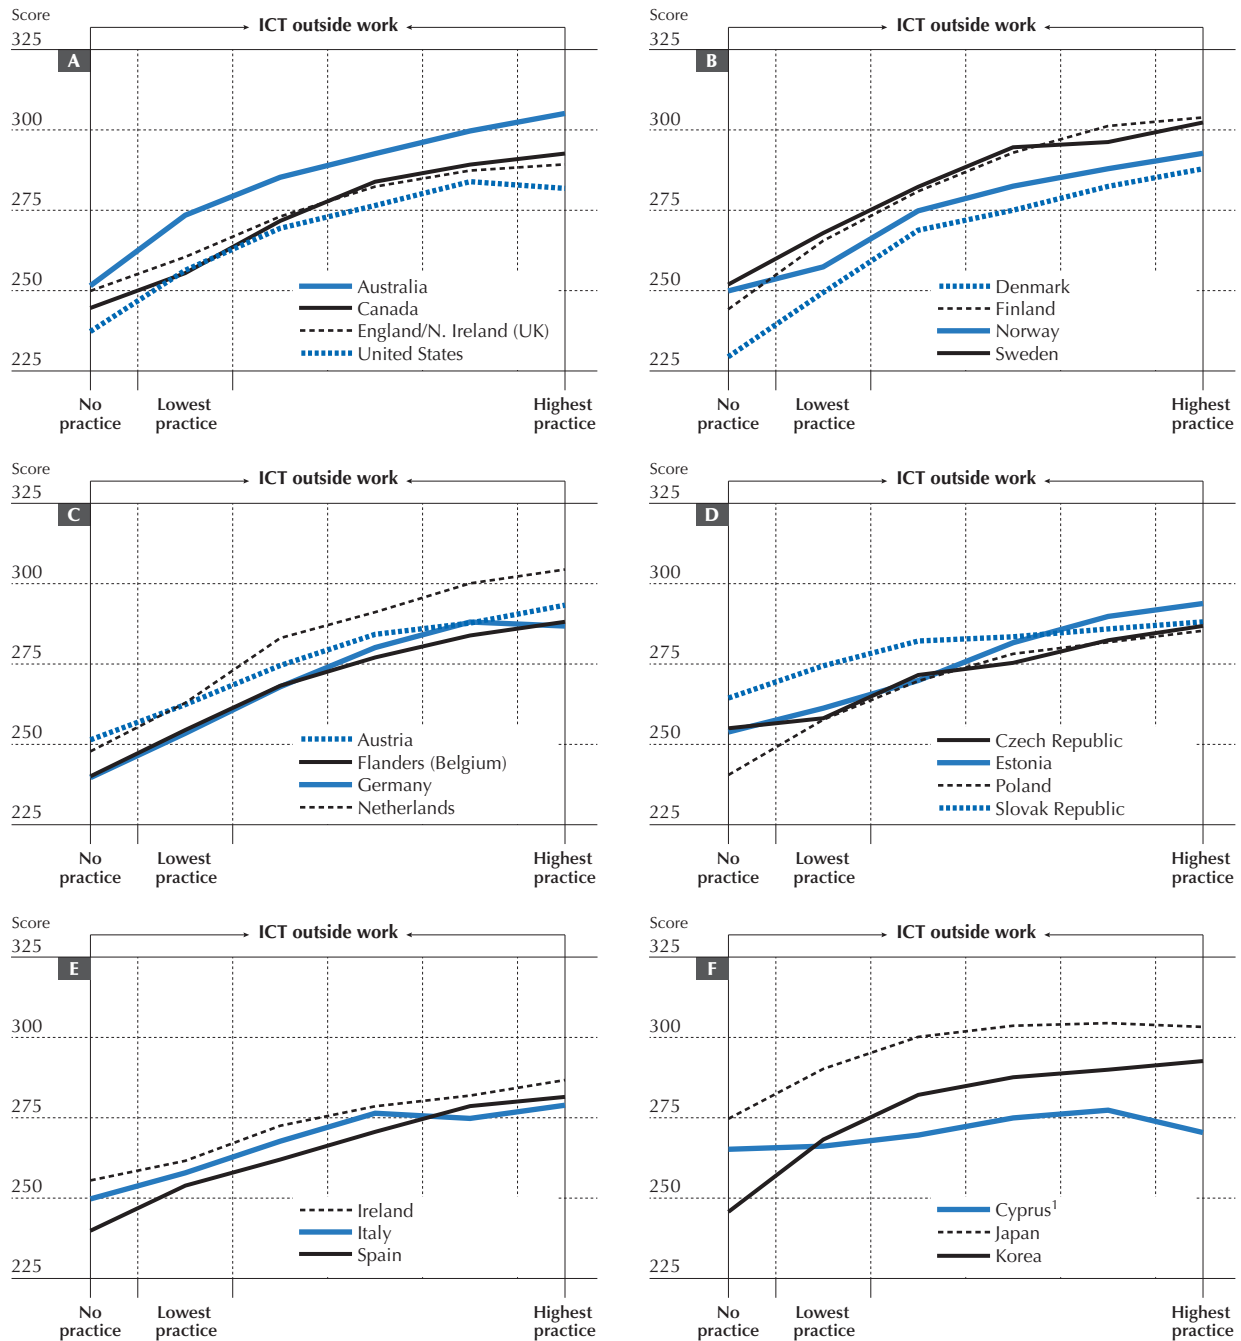 Score
ICT outside work
325
A
300
275
250
225
Australia
Canada
England/N. Ireland (UK)
United States
No practice
Lowest practice
Highest practice
Score
ICT outside work
325
B
300
275
250
225
Denmark
Finland
Norway
Sweden
No practice
Lowest practice
Highest practice
Score
ICT outside work
325
C
300
275
250
225
Austria
Flanders (Belgium)
Germany
Netherlands
No practice
Lowest practice
Highest practice
Score
ICT outside work
325
D
300
275
250
225
Czech Republic
Estonia
Poland
Slovak Republic
No practice
Lowest practice
Highest practice
Score
ICT outside work
325
E
300
275
250
225
Ireland
Italy
Spain
No practice
Lowest practice
Highest practice
Score
ICT outside work
325
F
300
275
250
225
Cyprus¹
Japan
Korea
No practice
Lowest practice
Highest practice